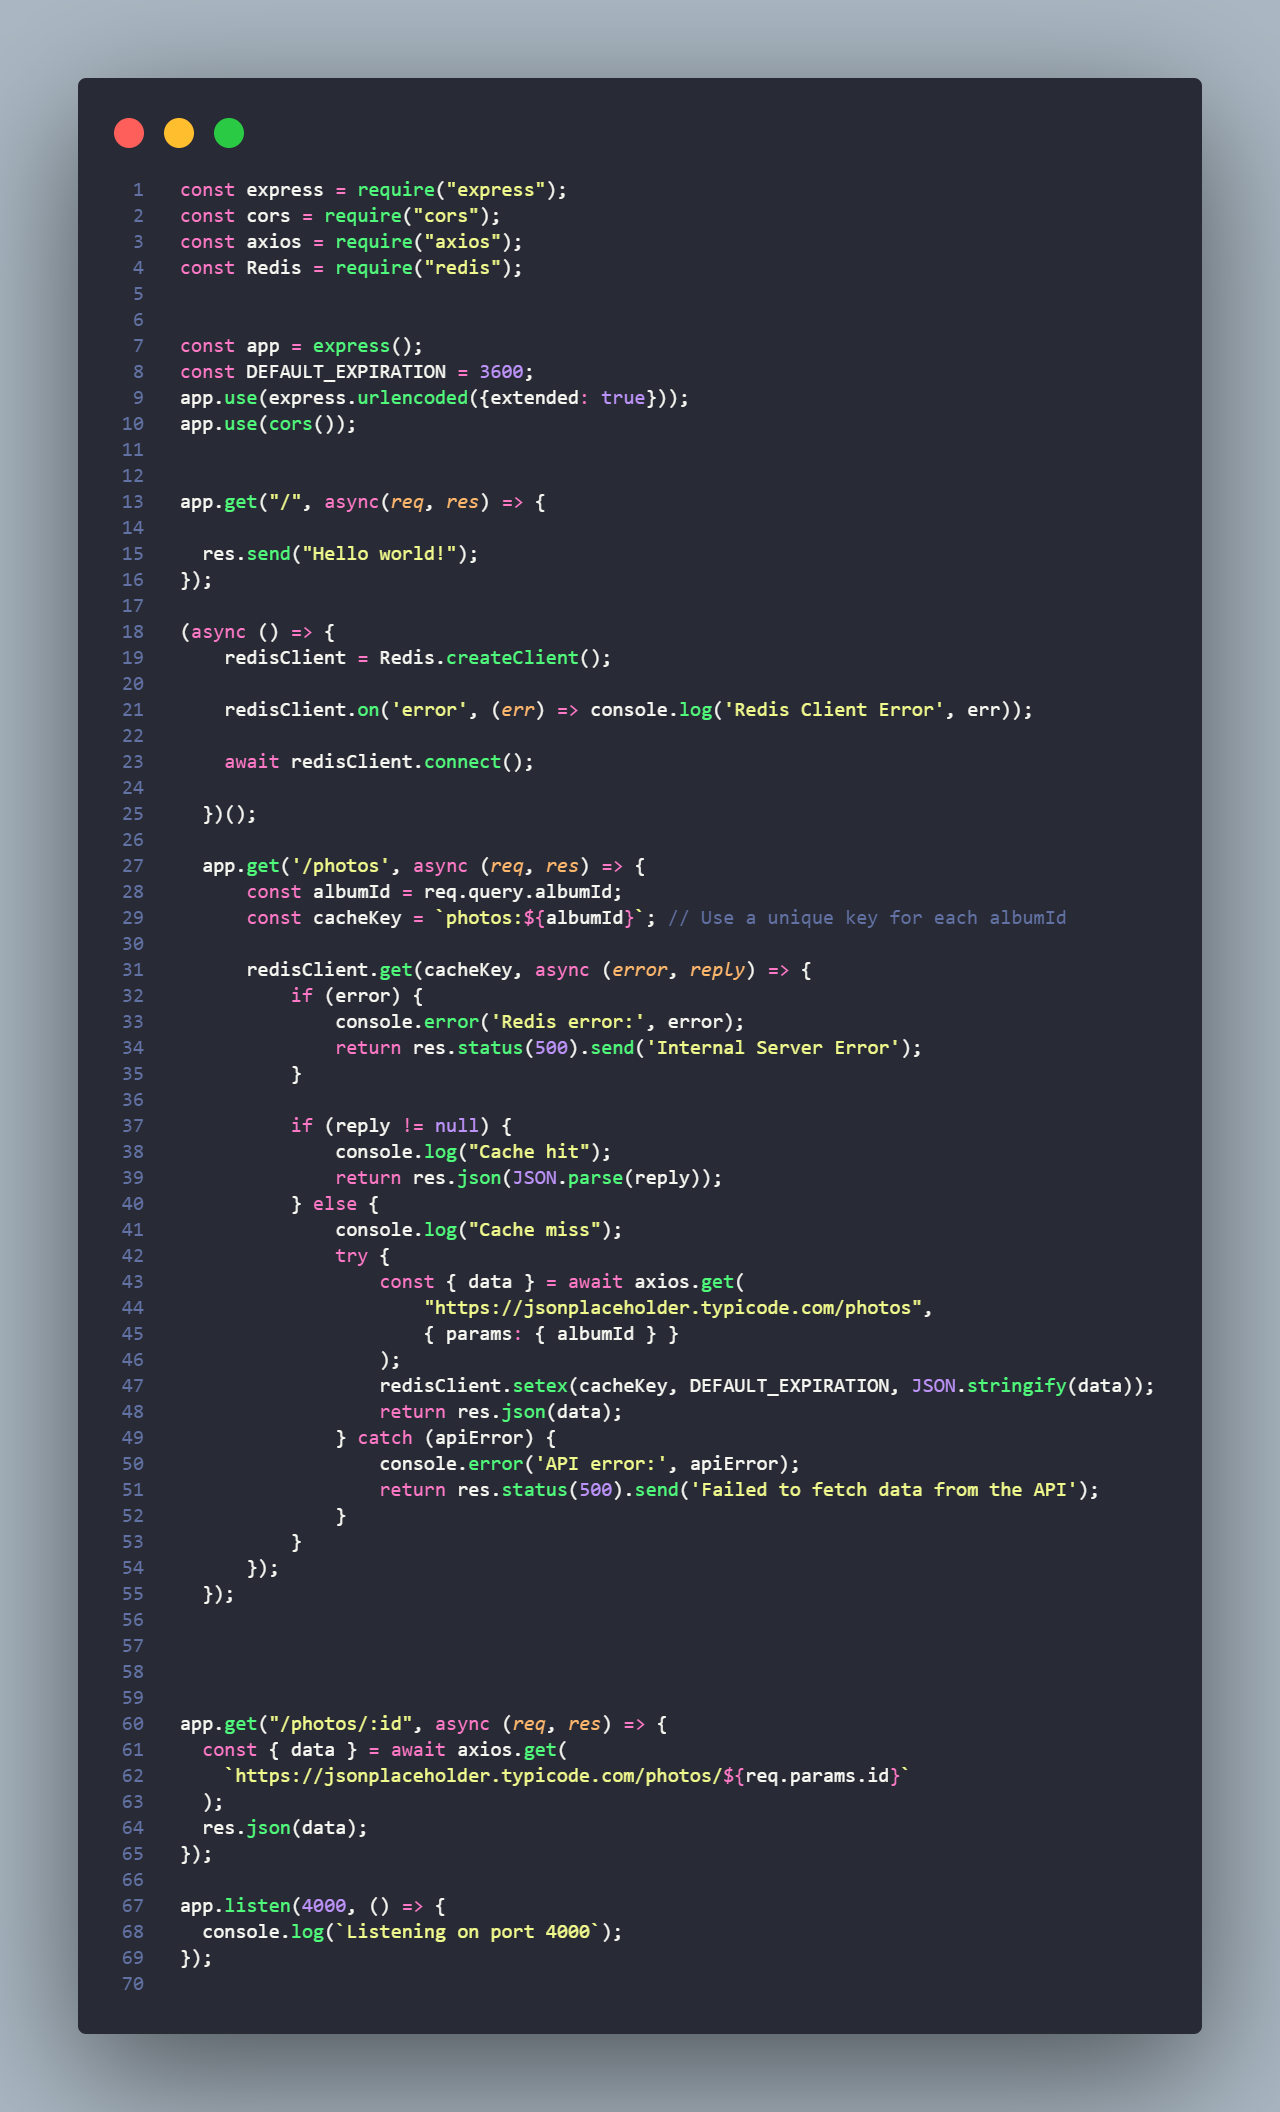 1 const express = require("express");
2 const cors = require("cors");
3 const axios = require("axios");
4 const Redis = require("redis");
5
6
7 const app = express();
8 const DEFAULT_EXPIRATION = 3600;
9 app.use(express.urlencoded({extended: true}));
10 app.use(cors());
11
12
13 app.get("/", async(req, res) => {
14
15   res.send("Hello world!");
16 });
17
18 (async () => {
19     redisClient = Redis.createClient();
20
21     redisClient.on('error', (err) => console.log('Redis Client Error', err));
22
23     await redisClient.connect();
24
25   })();
26
27   app.get('/photos', async (req, res) => {
28       const albumId = req.query.albumId;
29       const cacheKey = `photos:${albumId}`; // Use a unique key for each albumId
30
31       redisClient.get(cacheKey, async (error, reply) => {
32           if (error) {
33               console.error('Redis error:', error);
34               return res.status(500).send('Internal Server Error');
35           }
36
37           if (reply != null) {
38               console.log("Cache hit");
39               return res.json(JSON.parse(reply));
40           } else {
41               console.log("Cache miss");
42               try {
43                   const { data } = await axios.get(
44                       "https://jsonplaceholder.typicode.com/photos",
45                       { params: { albumId } }
46                   );
47                   redisClient.setex(cacheKey, DEFAULT_EXPIRATION, JSON.stringify(data));
48                   return res.json(data);
49               } catch (apiError) {
50                   console.error('API error:', apiError);
51                   return res.status(500).send('Failed to fetch data from the API');
52               }
53           }
54       });
55   });
56
57
58
59
60 app.get("/photos/:id", async (req, res) => {
61   const { data } = await axios.get(
62     `https://jsonplaceholder.typicode.com/photos/${req.params.id}`
63   );
64   res.json(data);
65 });
66
67 app.listen(4000, () => {
68   console.log(`Listening on port 4000`);
69 });
70